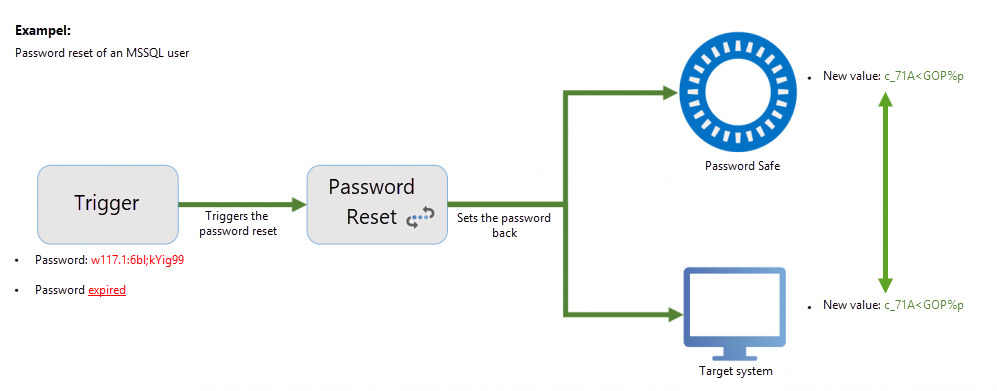 Exampel:
Password reset of an MSSQL user
Trigger
Triggers the
password reset
Password
Reset
Sets the password
back
Password Safe
• New value: c_71A<GOP%p
• Password: w117.1:6bl;kYig99
• Password expired
Target system
• New value: c_71A<GOP%p